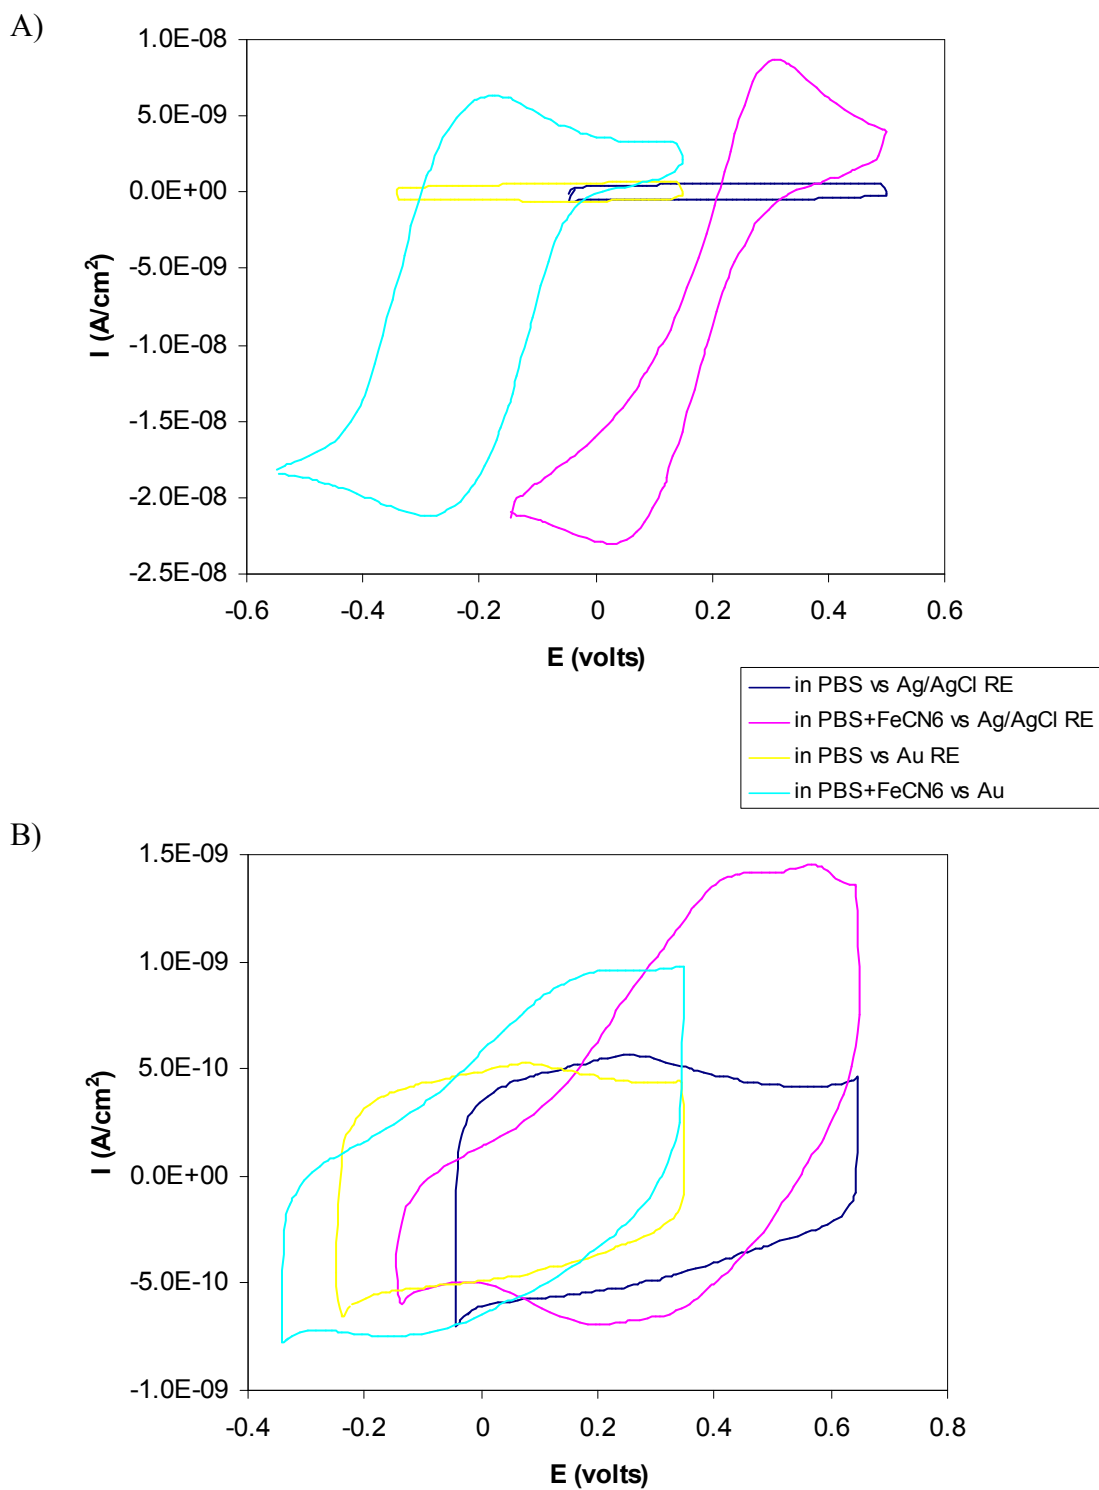 A)
1.0E-08
5.0E-09
0.0E+00
-5.0E-09
-1.0E-08
-1.5E-08
-2.0E-08
-2.5E-08
I (A/cm²)
-0.6 -0.4 -0.2 0 0.2 0.4 0.6
E (volts)
in PBS vs Ag/AgCl RE
in PBS+FeCN6 vs Ag/AgCl RE
in PBS vs Au RE
in PBS+FeCN6 vs Au
B)
1.5E-09
1.0E-09
5.0E-10
0.0E+00
-5.0E-10
-1.0E-09
I (A/cm²)
-0.4 -0.2 0 0.2 0.4 0.6 0.8
E (volts)